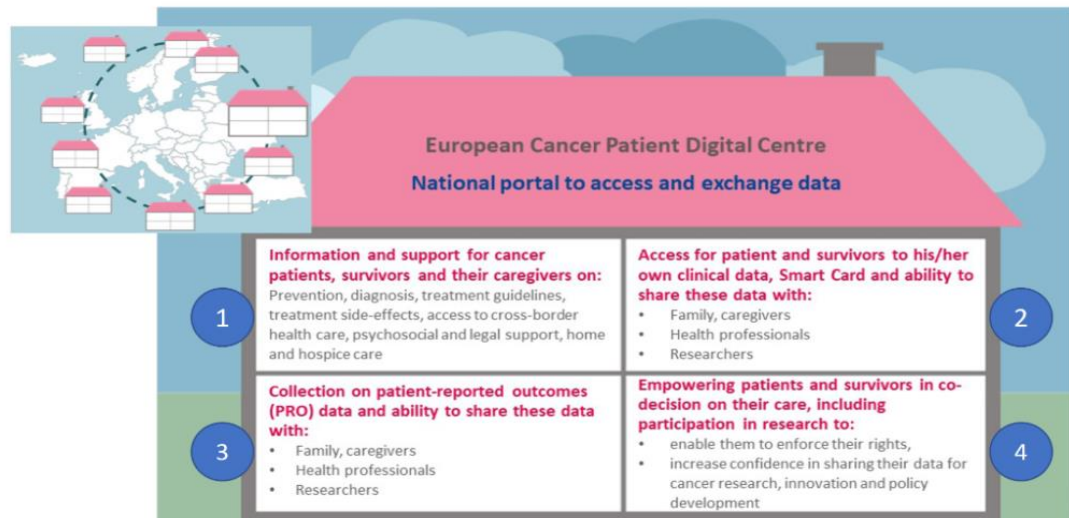 European Cancer Patient Digital Centre
National portal to access and exchange data
1
Information and support for cancer
patients, survivors and their caregivers on:
Prevention, diagnosis, treatment guidelines,
treatment side-effects, access to cross-border
health care, psychosocial and legal support, home
and hospice care
2
Access for patient and survivors to his/her
own clinical data, Smart Card and ability to
share these data with:
• Family, caregivers
• Health professionals
• Researchers
3
Collection on patient-reported outcomes
(PRO) data and ability to share these data
with:
• Family, caregivers
• Health professionals
• Researchers
4
Empowering patients and survivors in co-
decision on their care, including
participation in research to:
• enable them to enforce their rights,
• increase confidence in sharing their data for
cancer research, innovation and policy
development